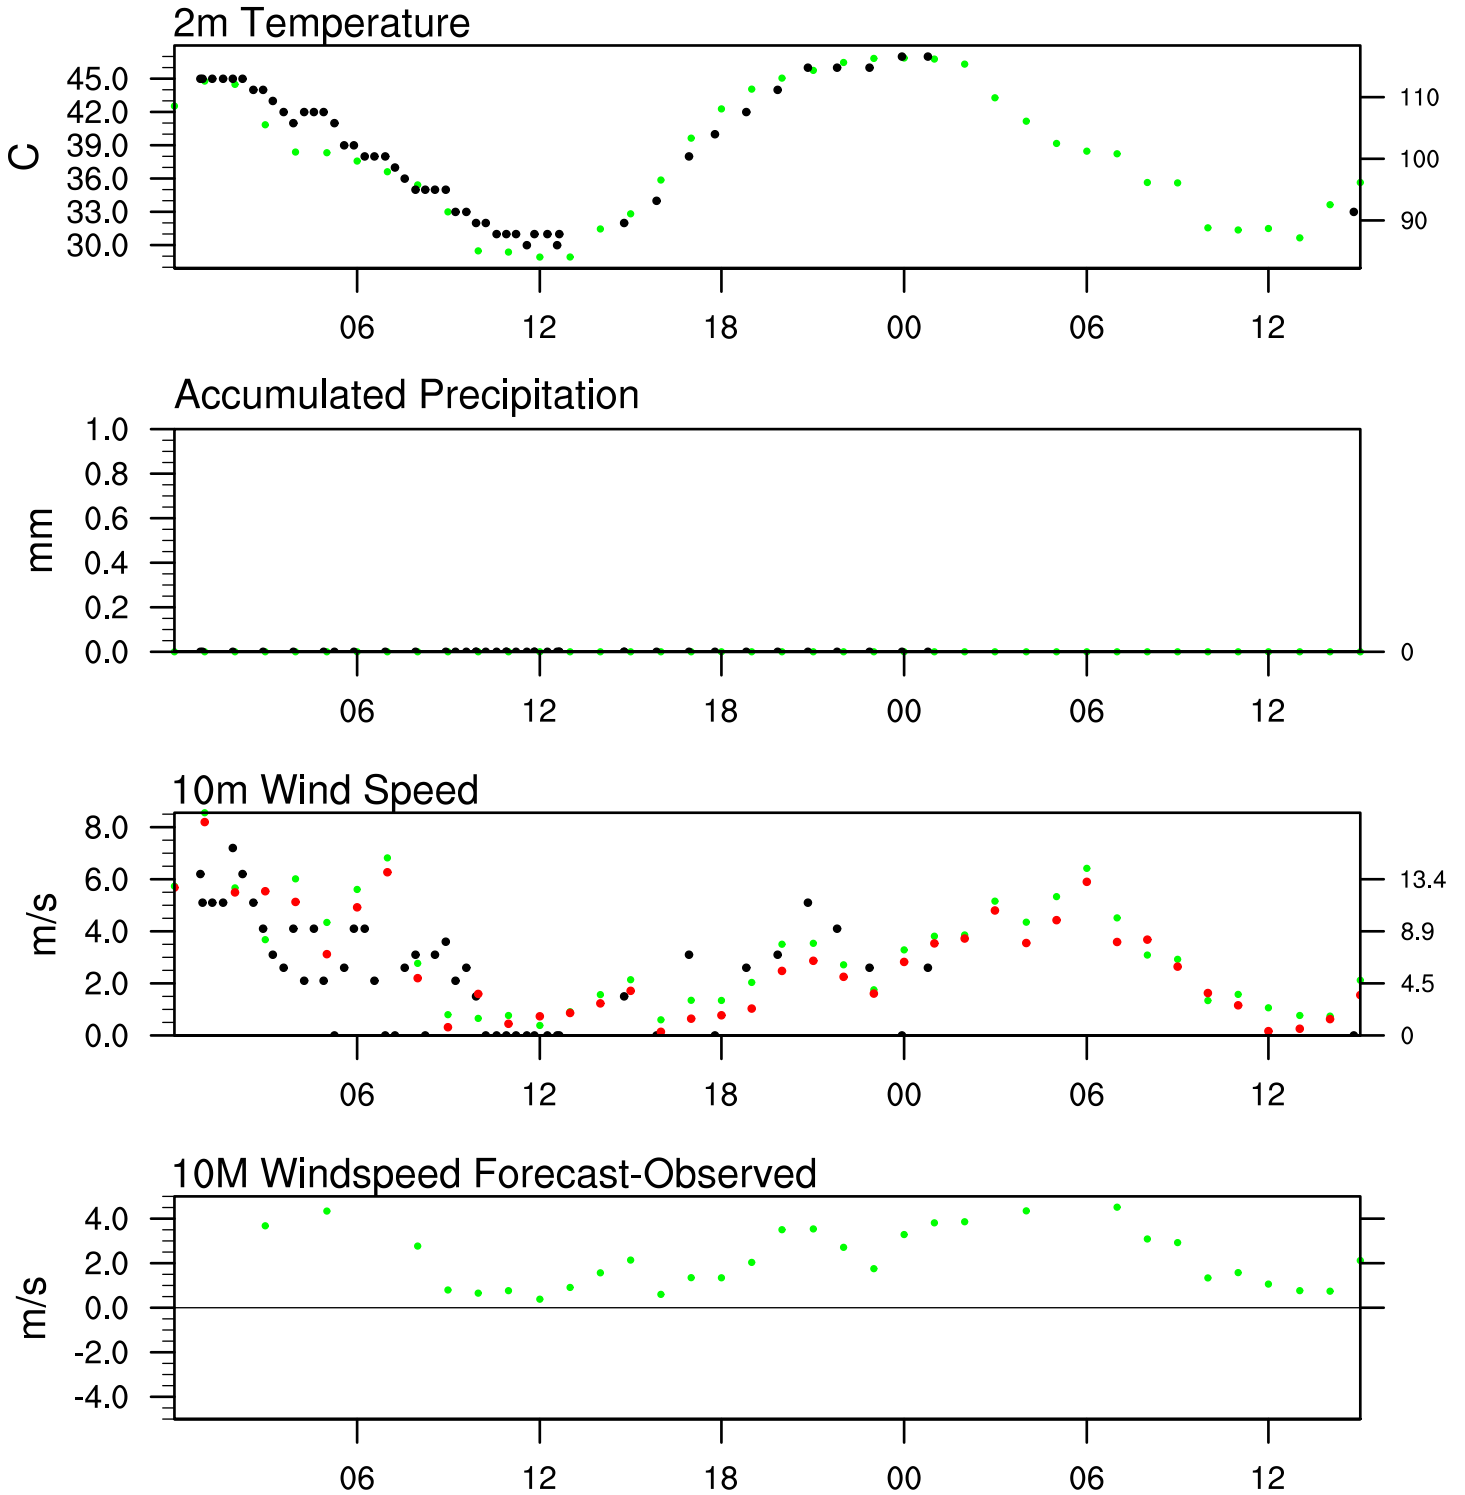 2m Temperature
45.0
42.0
39.0
36.0
33.0
30.0
C
110
100
90
06 12 18 00 06 12
Accumulated Precipitation
1.0
0.8
0.6
0.4
0.2
0.0
mm
0
06 12 18 00 06 12
10m Wind Speed
8.0
6.0
4.0
2.0
0.0
m/s
13.4
8.9
4.5
0
06 12 18 00 06 12
10M Windspeed Forecast-Observed
4.0
2.0
0.0
-2.0
-4.0
m/s
06 12 18 00 06 12